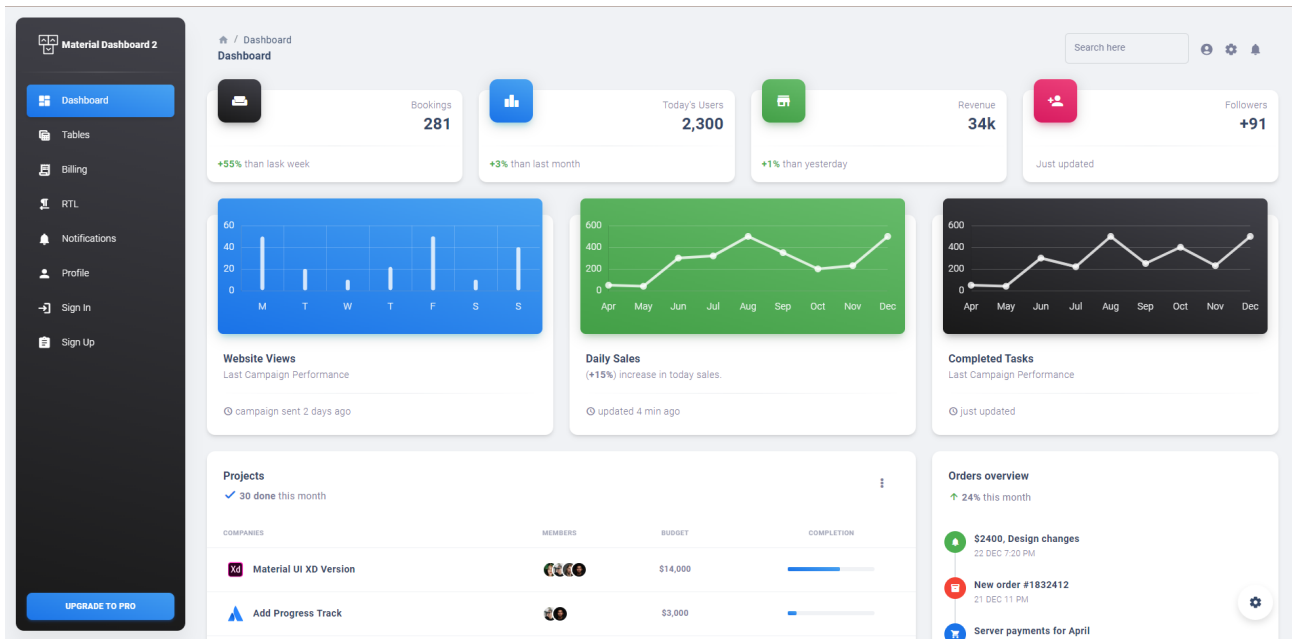 Material Dashboard 2
Dashboard
Tables
Billing
RTL
Notifications
Profile
Sign In
Sign Up
UPGRADE TO PRO
/ Dashboard
Dashboard
Search here
Bookings
281
+55% than lask week
Today's Users
2,300
+3% than last month
Revenue
34k
+1% than yesterday
Followers
+91
Just updated
60
40
20
0
M T W T F S S
Website Views
Last Campaign Performance
campaign sent 2 days ago
600
400
200
0
Apr May Jun Jul Aug Sep Oct Nov Dec
Daily Sales
(+15%) increase in today sales.
updated 4 min ago
600
400
200
0
Apr May Jun Jul Aug Sep Oct Nov Dec
Completed Tasks
Last Campaign Performance
just updated
Projects
30 done this month
COMPANIES MEMBERS BUDGET COMPLETION
Xd Material UI XD Version $14,000
Add Progress Track $3,000
Orders overview
24% this month
$2400, Design changes
22 DEC 7:20 PM
New order #1832412
21 DEC 11 PM
Server payments for April